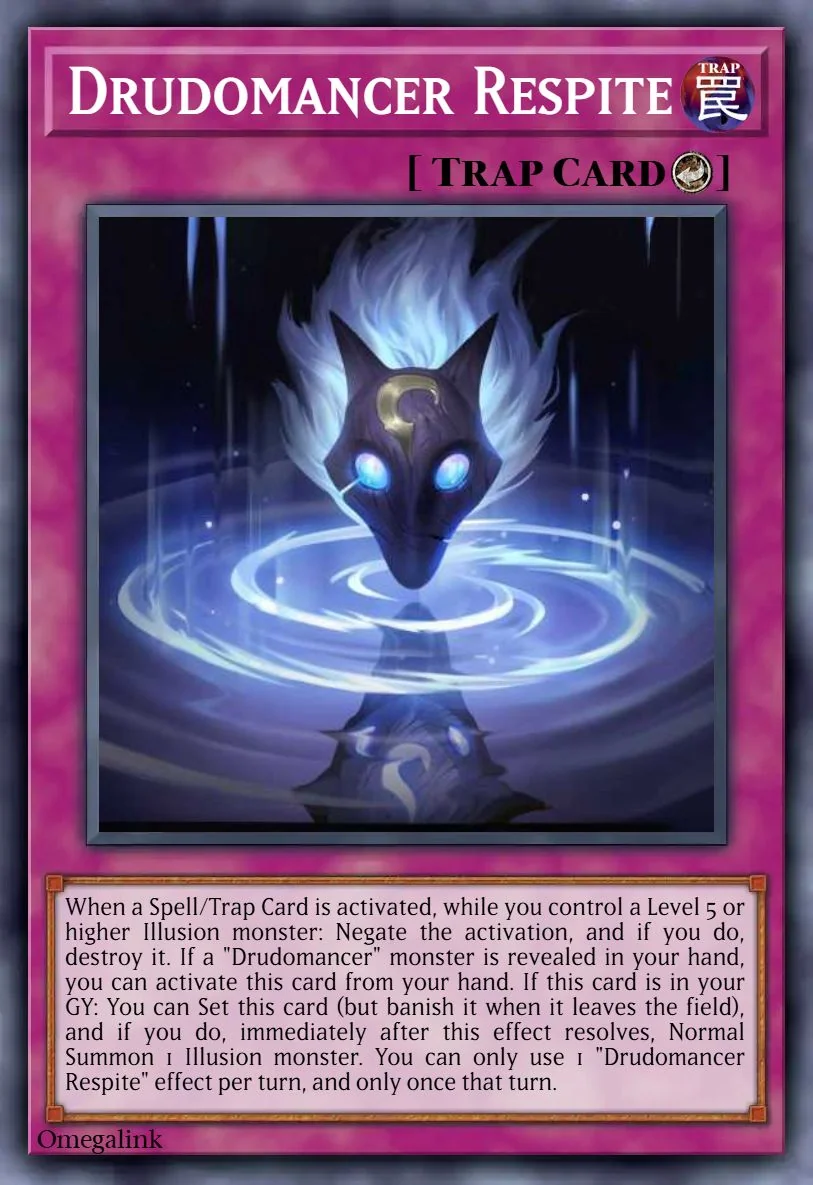 Drudomancer Respite
TRAP
罠
[ Trap Card ]
When a Spell/Trap Card is activated, while you control a Level 5 or
higher Illusion monster: Negate the activation, and if you do,
destroy it. If a "Drudomancer" monster is revealed in your hand,
you can activate this card from your hand. If this card is in your
GY: You can Set this card (but banish it when it leaves the field),
and if you do, immediately after this effect resolves, Normal
Summon 1 Illusion monster. You can only use 1 "Drudomancer
Respite" effect per turn, and only once that turn.
Omegalink